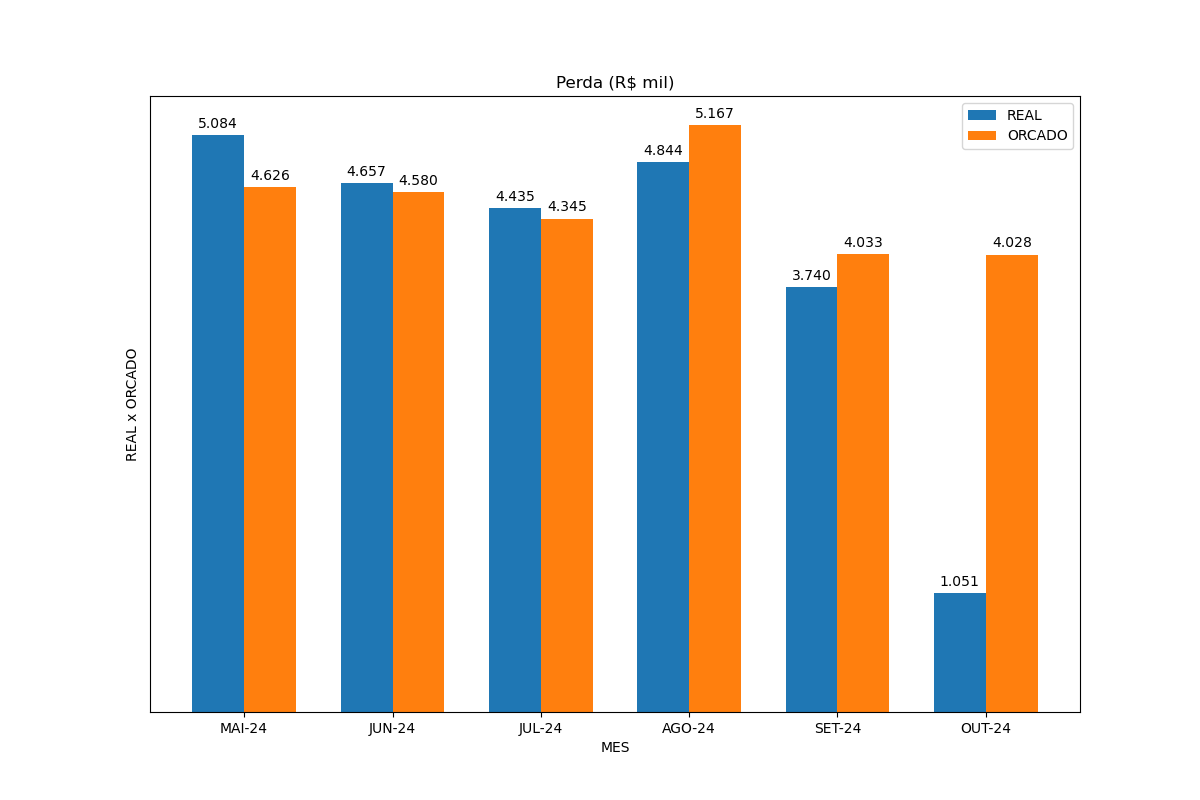 Perda (R$ mil)
REAL
ORCADO
5.084
4.626
4.657
4.580
4.435
4.345
4.844
5.167
3.740
4.033
1.051
4.028
REAL x ORCADO
MAI-24
JUN-24
JUL-24
AGO-24
SET-24
OUT-24
MES